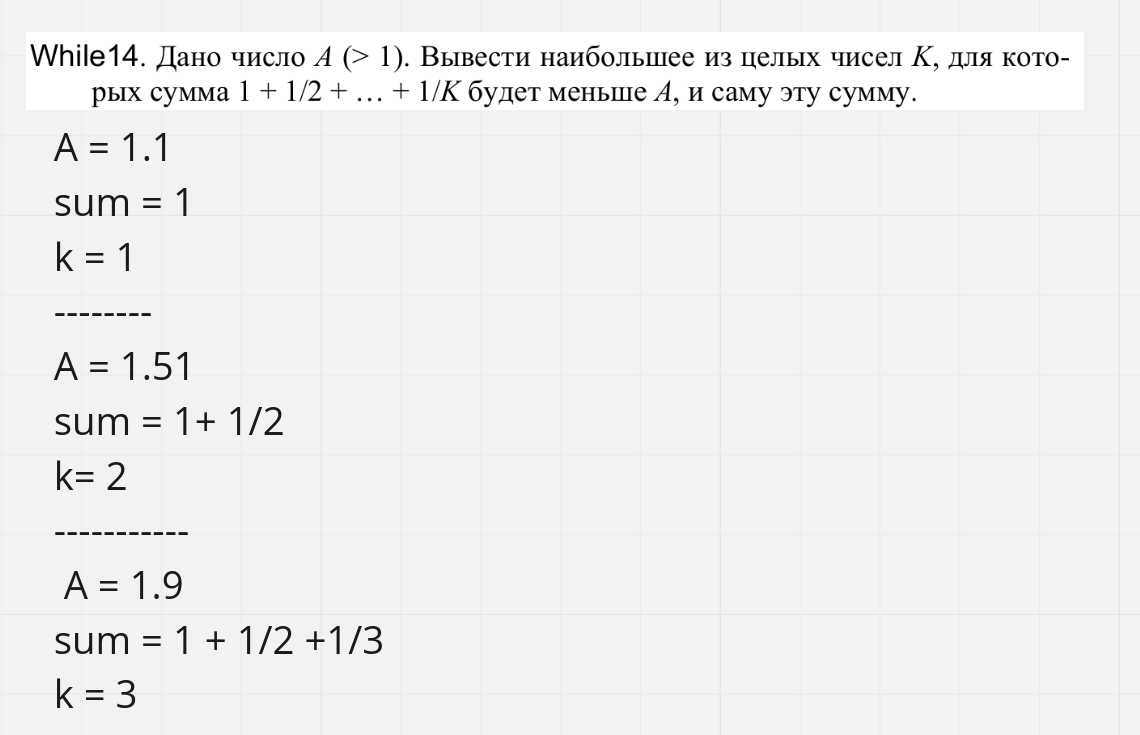 While14. Дано число A (> 1). Вывести наибольшее из целых чисел K, для кото-
рых сумма 1 + 1/2 + … + 1/K будет меньше A, и саму эту сумму.
A = 1.1
sum = 1
k = 1
--------
A = 1.51
sum = 1+ 1/2
k= 2
-----------
A = 1.9
sum = 1 + 1/2 +1/3
k = 3